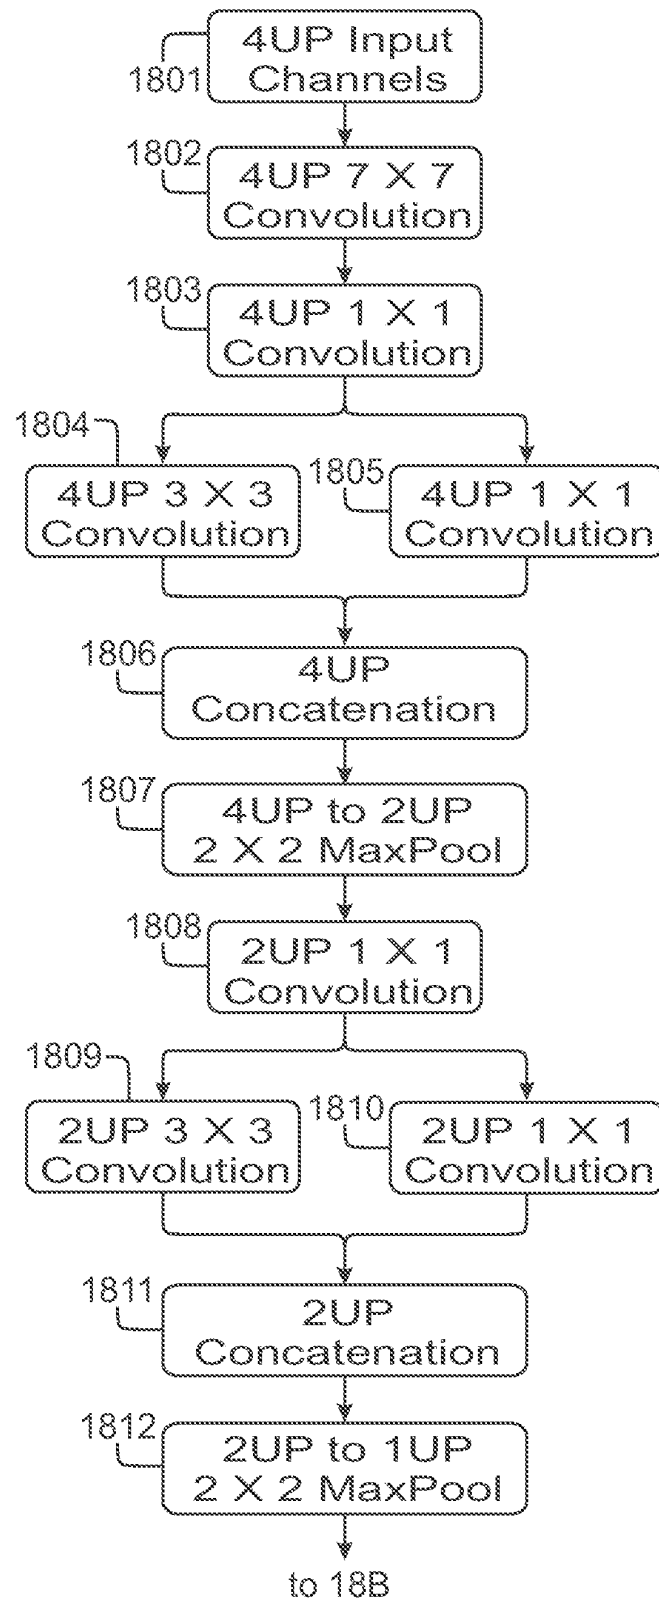 4UP Input
Channels
1801
1802
4UP 7 X 7
Convolution
1803
4UP 1 X 1
Convolution
1804
4UP 3 X 3
Convolution
1805
4UP 1 X 1
Convolution
1806
4UP
Concatenation
1807
4UP to 2UP
2 X 2 MaxPool
1808
2UP 1 X 1
Convolution
1809
2UP 3 X 3
Convolution
1810
2UP 1 X 1
Convolution
1811
2UP
Concatenation
1812
2UP to 1UP
2 X 2 MaxPool
to 18B